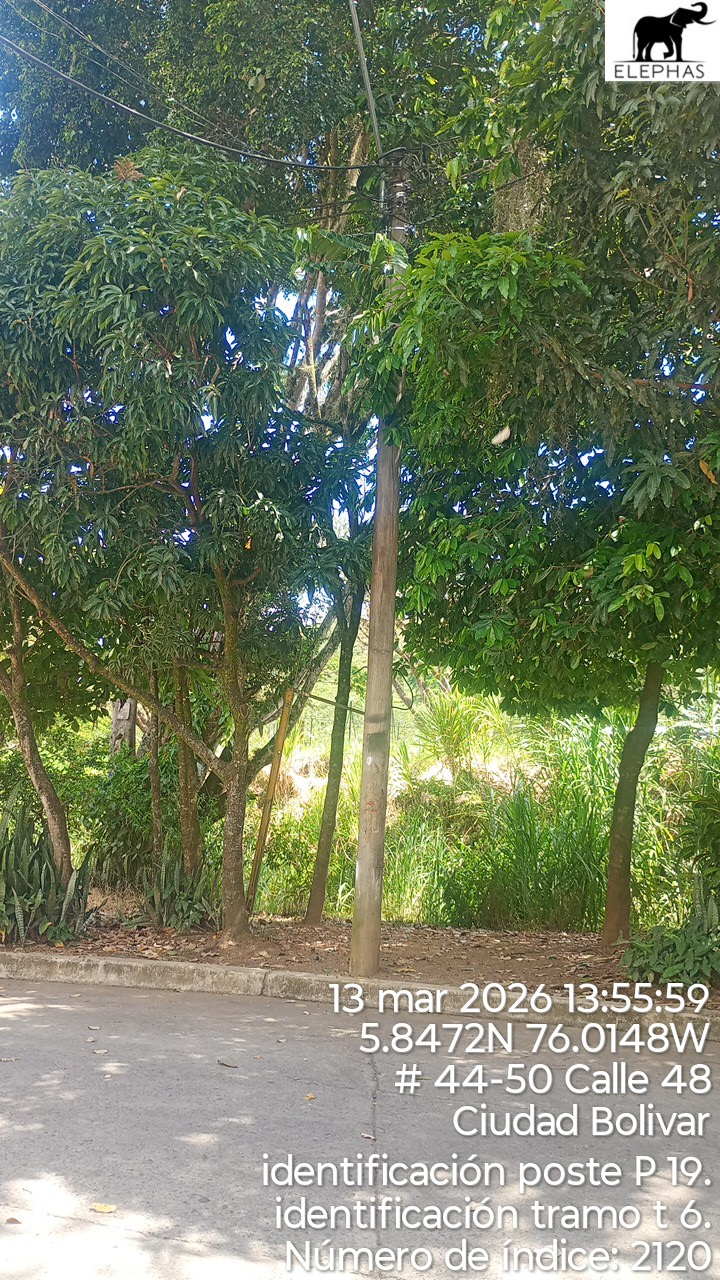 ELEPHAS
13 mar 2026 13:55:59
5.8472N 76.0148W
# 44-50 Calle 48
Ciudad Bolivar
identificación poste P 19.
identificación tramo t 6.
Número de índice: 2120